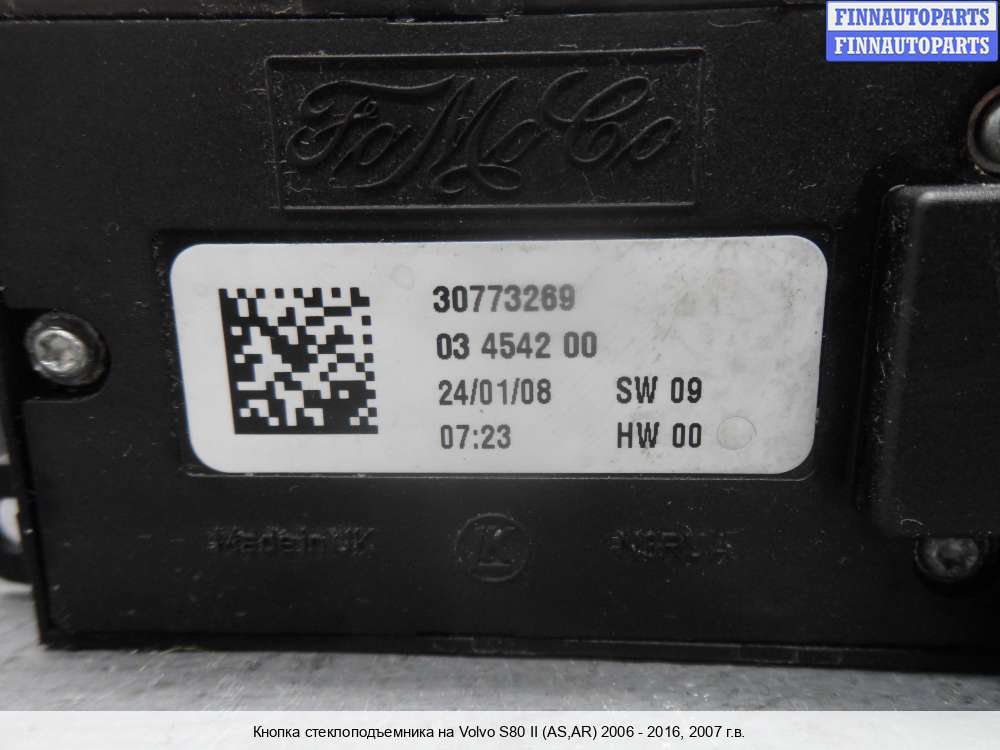 FINNAUTOPARTS
FINNAUTOPARTS
FoMoCo
30773269
03 4542 00
24/01/08 SW 09
07:23 HW 00
Made in UK
K
Кнопка стеклоподъемника на Volvo S80 II (AS,AR) 2006 - 2016, 2007 г.в.